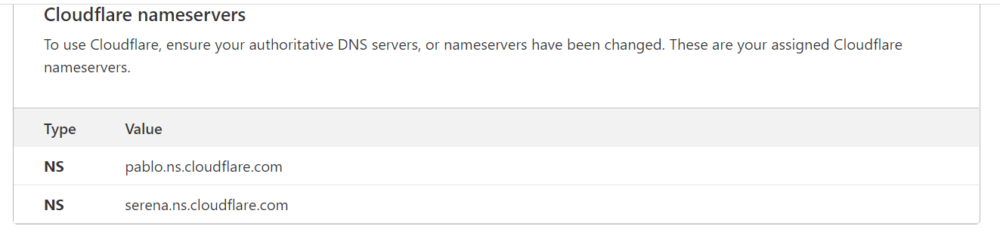 Cloudflare nameservers
To use Cloudflare, ensure your authoritative DNS servers, or nameservers have been changed. These are your assigned Cloudflare
nameservers.
Type Value
NS pablo.ns.cloudflare.com
NS serena.ns.cloudflare.com